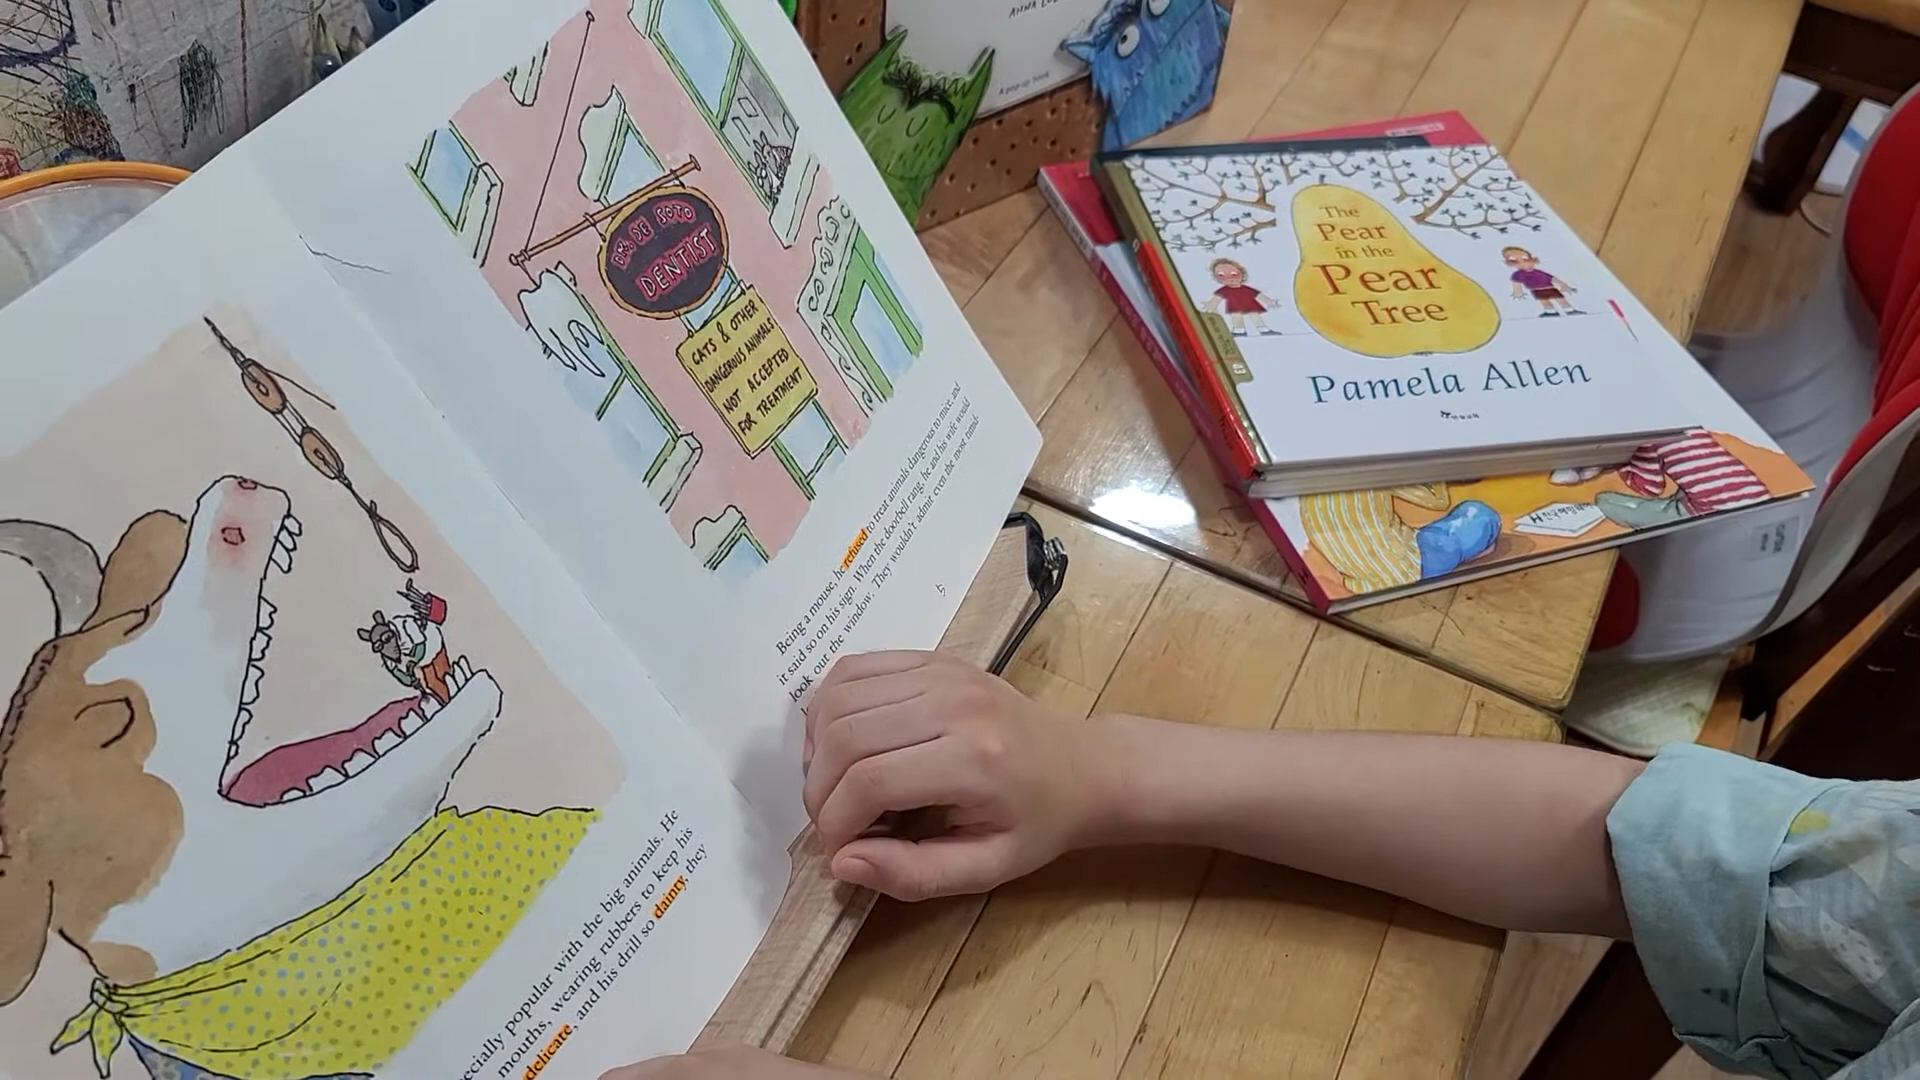 DR. DE SOTO
DENTIST
CATS & OTHER
DANGEROUS ANIMALS
NOT ACCEPTED
FOR TREATMENT
Being a mouse, he refused to treat animals dangerous to mice, and
it said so on his sign. When the doorbell rang, he and his wife would
look out the window. They wouldn't admit even the most timid-
5
ecially popular with the big animals. He
mouths, wearing rubbers to keep his
delicate, and his drill so dainty, they
A pop-up book
The
Pear
in the
Pear
Tree
Pamela Allen